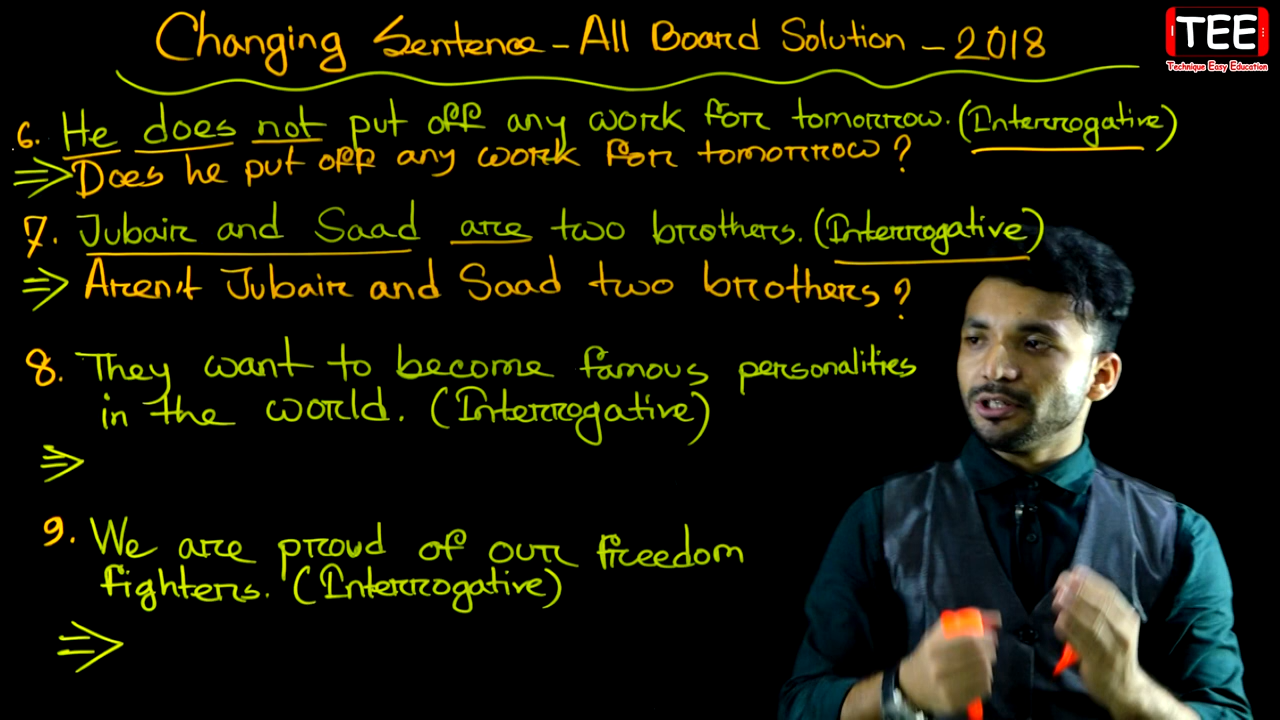 Changing Sentence - All Board Solution - 2018
TEE
Technique Easy Education
6. He does not put off any work for tomorrow. (Interrogative)
⇒ Does he put off any work for tomorrow?
7. Jubair and Saad are two brothers. (Interrogative)
⇒ Aren't Jubair and Saad two brothers?
8. They want to become famous personalities
in the world. (Interrogative)
⇒
9. We are proud of our freedom
fighters. (Interrogative)
⇒